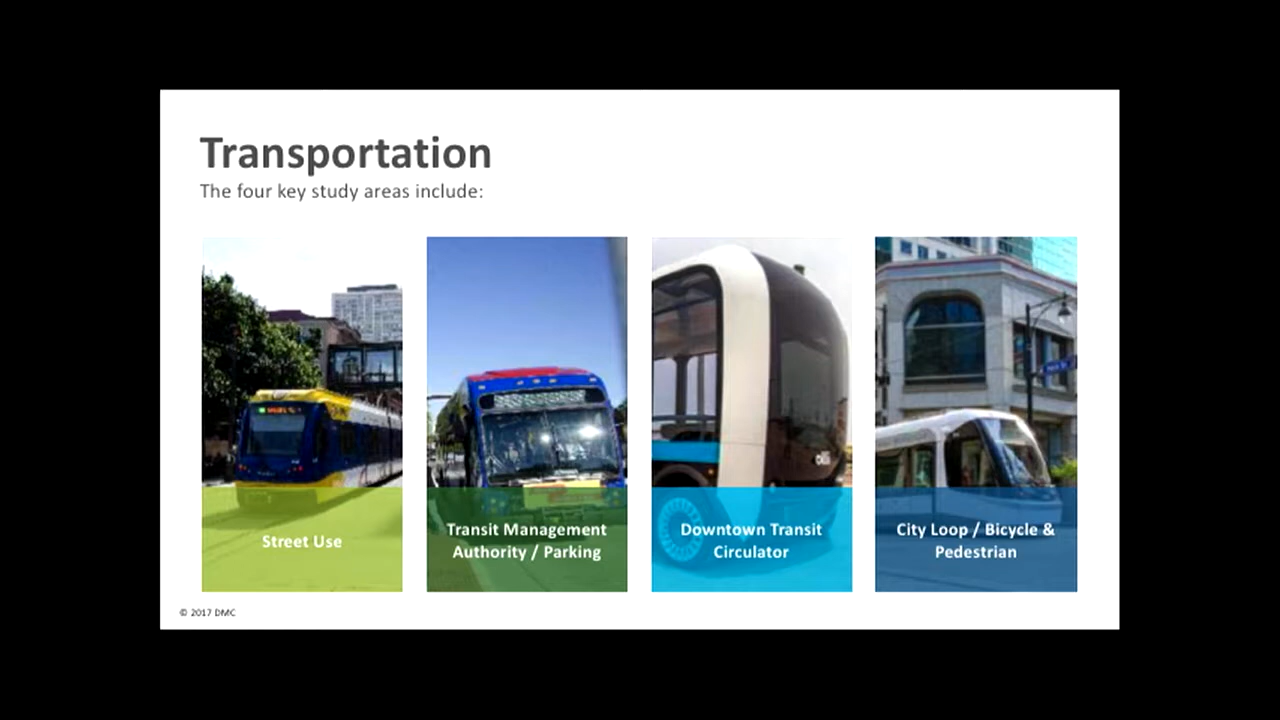 Transportation
The four key study areas include:
Street Use
Transit Management
Authority / Parking
Downtown Transit
Circulator
City Loop / Bicycle &
Pedestrian
olli
© 2017 DMC